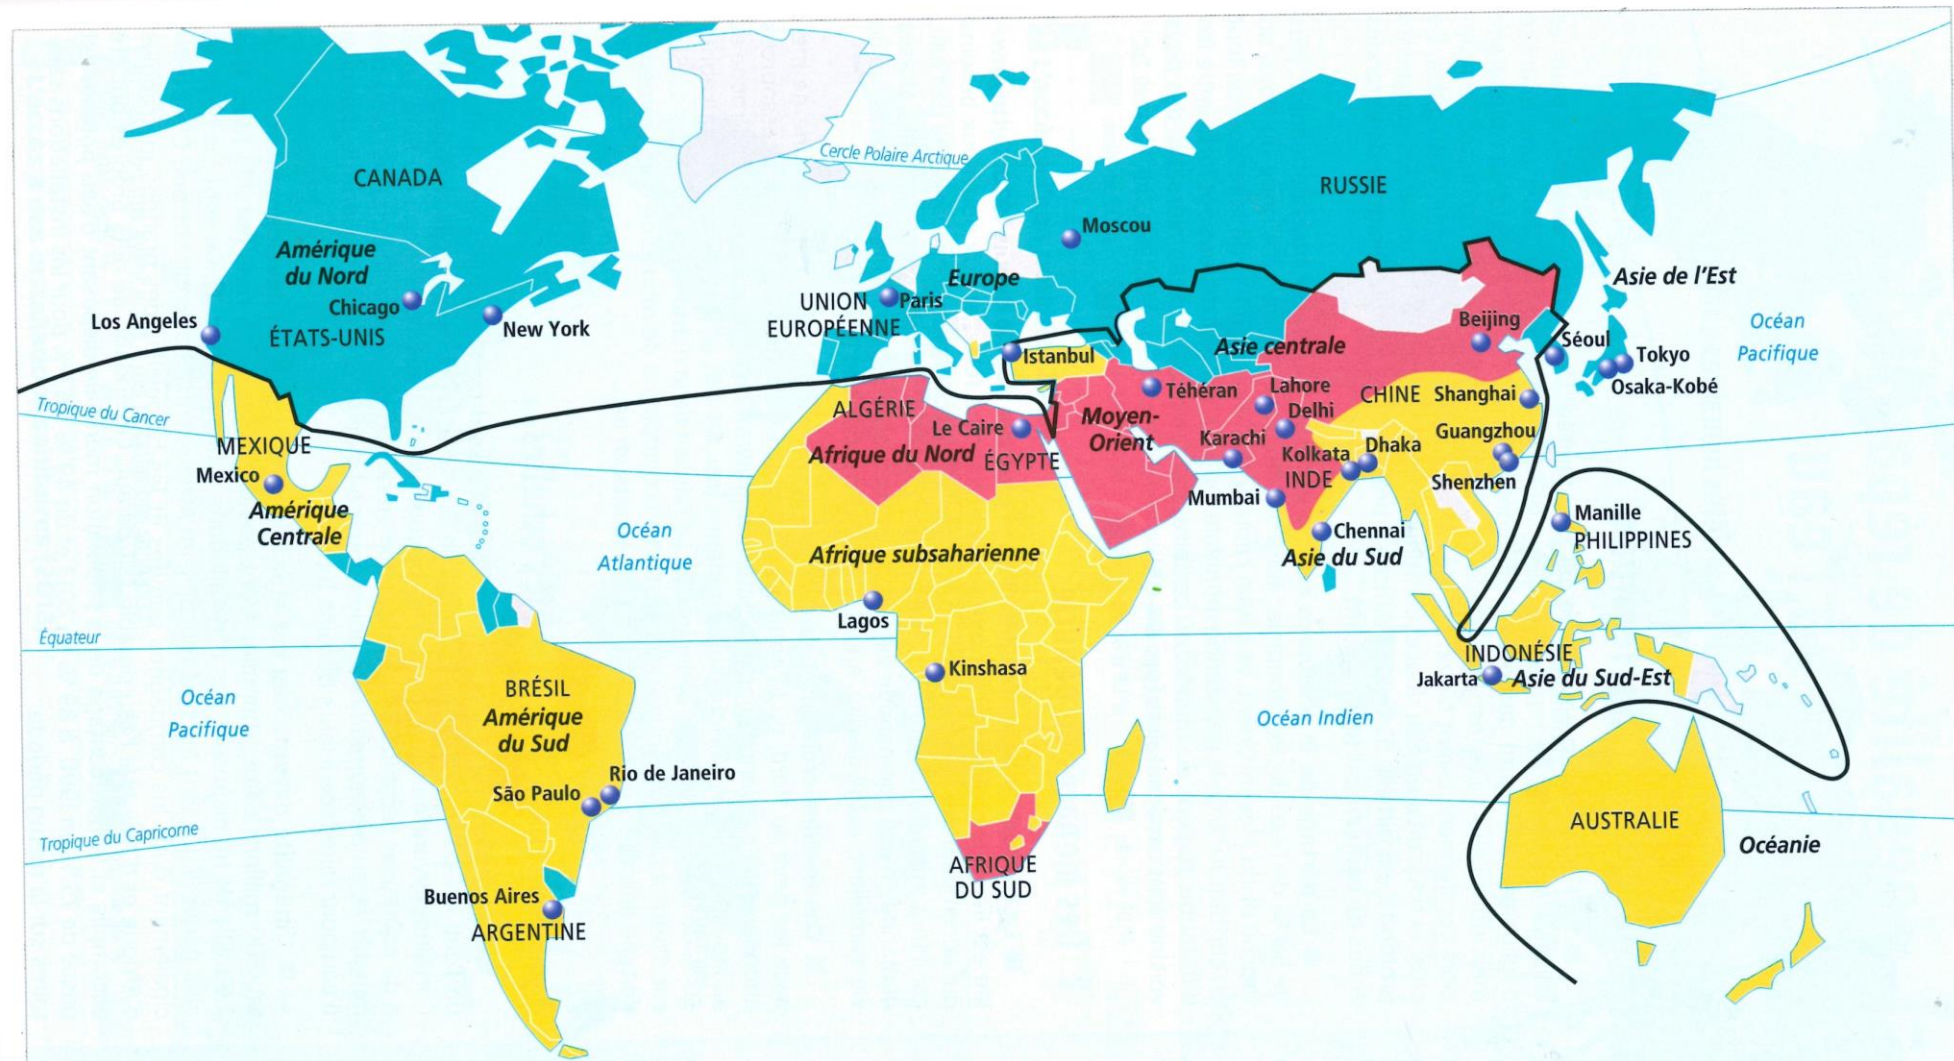 Cercle Polaire Arctique
CANADA
RUSSIE
Moscou
Amérique
du Nord
Europe
Asie de l'Est
Chicago
UNION
EUROPÉENNE
Paris
Los Angeles
New York
ÉTATS-UNIS
Beijing
Océan
Pacifique
Séoul
Istanbul
Asie centrale
Tokyo
Osaka-Kobé
Téhéran
Lahore
Delhi
CHINE
Shanghai
Tropique du Cancer
ALGÉRIE
Moyen-
Orient
Le Caire
Karachi
Guangzhou
MEXIQUE
Afrique du Nord
ÉGYPTE
Kolkata
Dhaka
INDE
Mexico
Mumbai
Shenzhen
Amérique
Centrale
Manille
PHILIPPINES
Océan
Atlantique
Afrique subsaharienne
Chennai
Asie du Sud
Lagos
Équateur
Kinshasa
INDONÉSIE
Jakarta
Asie du Sud-Est
Océan
Pacifique
BRÉSIL
Amérique
du Sud
Océan Indien
Rio de Janeiro
São Paulo
Tropique du Capricorne
AUSTRALIE
Océanie
AFRIQUE
DU SUD
Buenos Aires
ARGENTINE